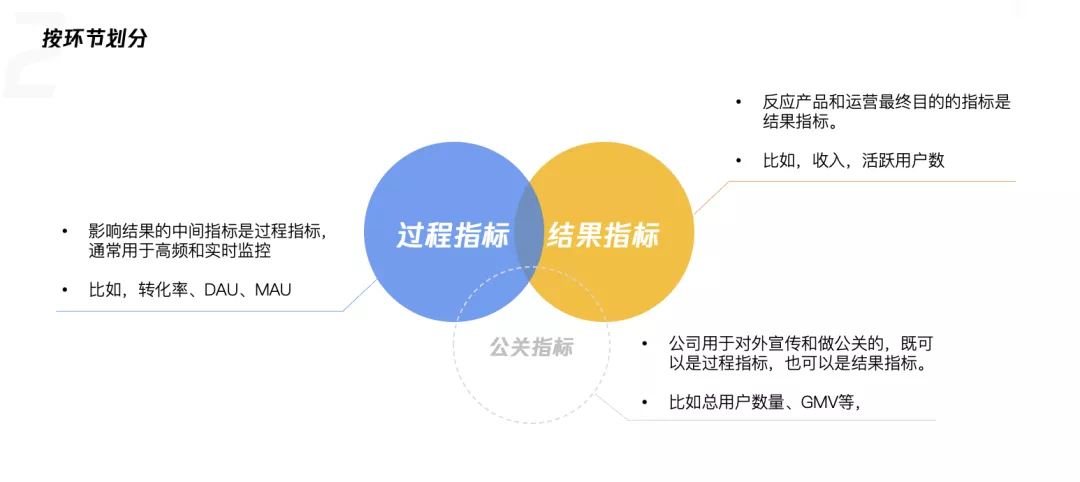 2
按环节划分
• 反应产品和运营最终目的的指标是
结果指标。
• 比如，收入，活跃用户数
过程指标
结果指标
• 影响结果的中间指标是过程指标，
通常用于高频和实时监控
• 比如，转化率、DAU、MAU
公关指标
• 公司用于对外宣传和做公关的，既可
以是过程指标，也可以是结果指标。
• 比如总用户数量、GMV等，